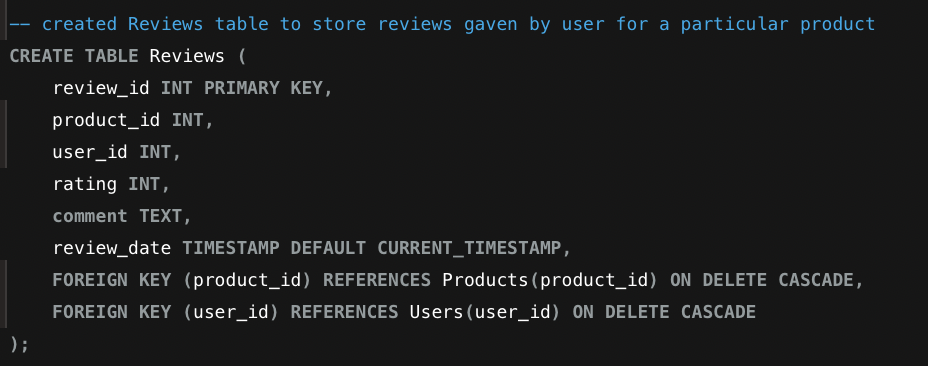 -- created Reviews table to store reviews gaven by user for a particular product
CREATE TABLE Reviews (
    review_id INT PRIMARY KEY,
    product_id INT,
    user_id INT,
    rating INT,
    comment TEXT,
    review_date TIMESTAMP DEFAULT CURRENT_TIMESTAMP,
    FOREIGN KEY (product_id) REFERENCES Products(product_id) ON DELETE CASCADE,
    FOREIGN KEY (user_id) REFERENCES Users(user_id) ON DELETE CASCADE
);